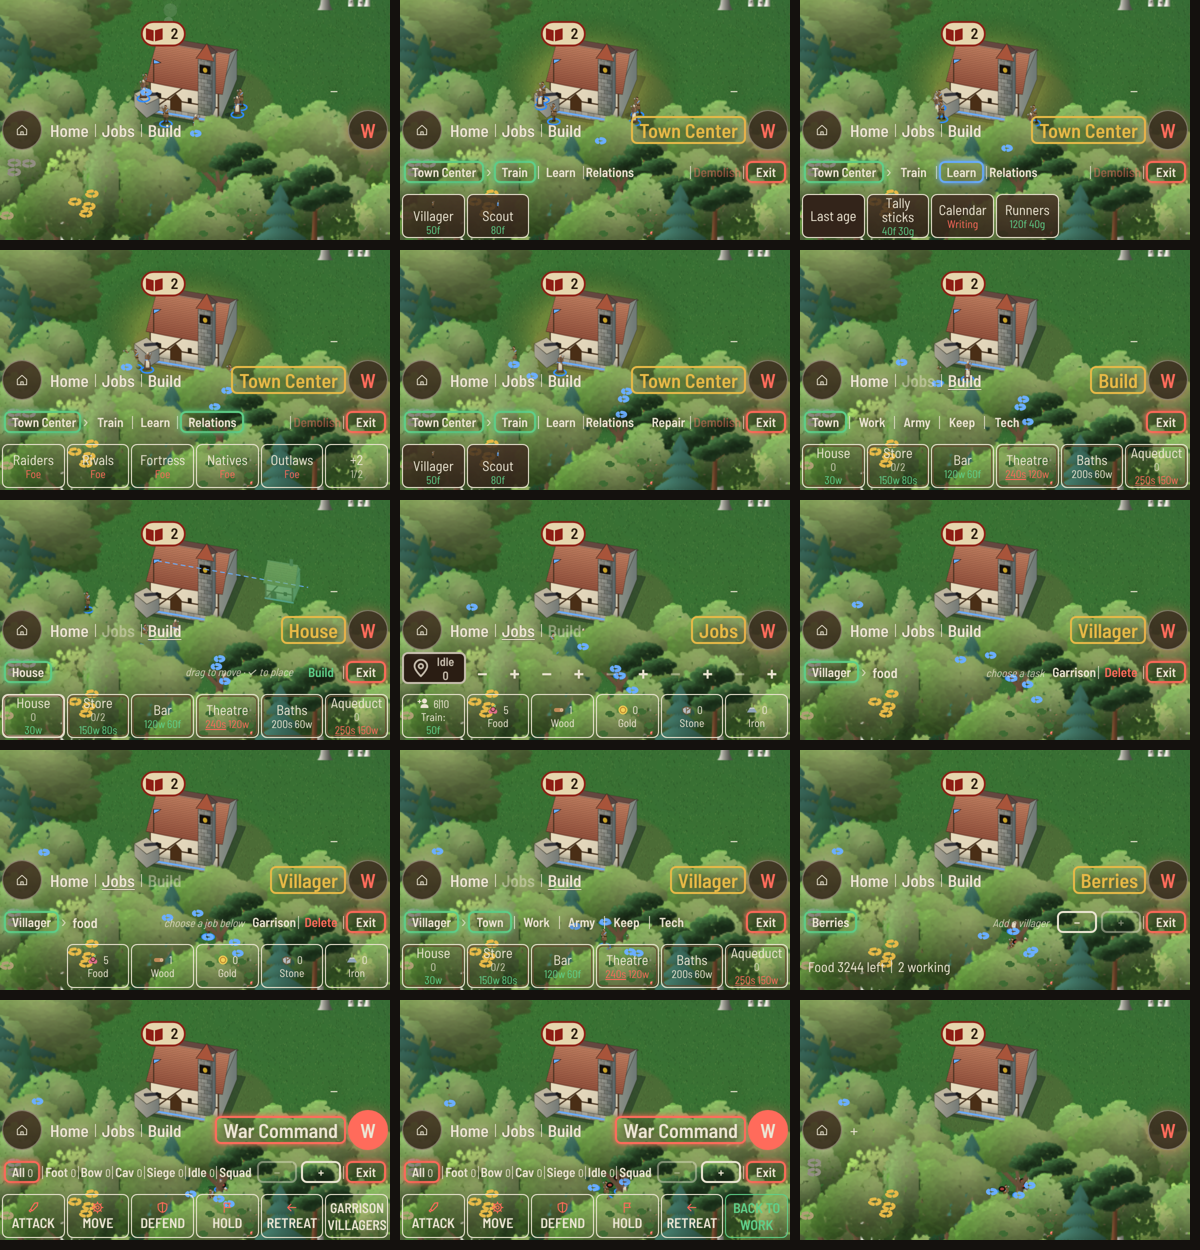 2
Home | Jobs | Build
W
2
Home | Jobs | Build Town Center W
Town Center › Train | Learn | Relations Exit
Villager Scout
50f 80f
2
Home | Jobs | Build Town Center W
Town Center › Train Learn Relations Exit
Last age Tally sticks Calendar Runners
40f 30g Writing 120f 40g
2
Home | Jobs | Build Town Center W
Town Center › Train | Learn Relations Exit
Raiders Rivals Fortress Natives Outlaws +2
Foe Foe Foe Foe Foe 1/2
2
Home | Jobs | Build Town Center W
Town Center › Train | Learn Relations Repair Exit
Villager Scout
50f 80f
2
Home | Jobs | Build Build W
Town Work | Army | Keep | Tech Exit
House Store Bar Theatre Baths Aqueduct
0 0/2 120w 60f 240s 120w 200s 60w 0
30w 150w 80s 250s 150w
2
Home | Jobs | Build House W
House drag to move · ✓ to place Build Exit
House Store Bar Theatre Baths Aqueduct
0 0/2 120w 60f 240s 120w 200s 60w 0
30w 150w 80s 250s 150w
2
Home | Jobs | Build Jobs W
Idle
0
− + − + − + − + − +
6|10 5 1 0 0 0
Train: Food Wood Gold Stone Iron
50f
2
Home | Jobs | Build Villager W
Villager › food choose a task Garrison Delete Exit
2
Home | Jobs | Build Villager W
Villager › food choose a job below Garrison Delete Exit
5 1 0 0 0
Food Wood Gold Stone Iron
2
Home | Jobs | Build Villager W
Villager › Town | Work | Army Keep | Tech Exit
House Store Bar Theatre Baths Aqueduct
0 0/2 120w 60f 240s 120w 200s 60w 0
30w 150w 80s 250s 150w
2
Home | Jobs | Build Berries W
Berries Add a villager − + Exit
Food 3244 left | 2 working
2
Home | Jobs | Build War Command W
All 0 | Foot 0 | Bow 0 | Cav 0 | Siege 0 | Idle 0 | Squad − + Exit
ATTACK MOVE DEFEND HOLD RETREAT GARRISON VILLAGERS
2
Home | Jobs | Build War Command W
All 0 | Foot 0 | Bow 0 | Cav 0 | Siege 0 | Idle 0 | Squad − + Exit
ATTACK MOVE DEFEND HOLD RETREAT BACK TO WORK
2
+ W
$